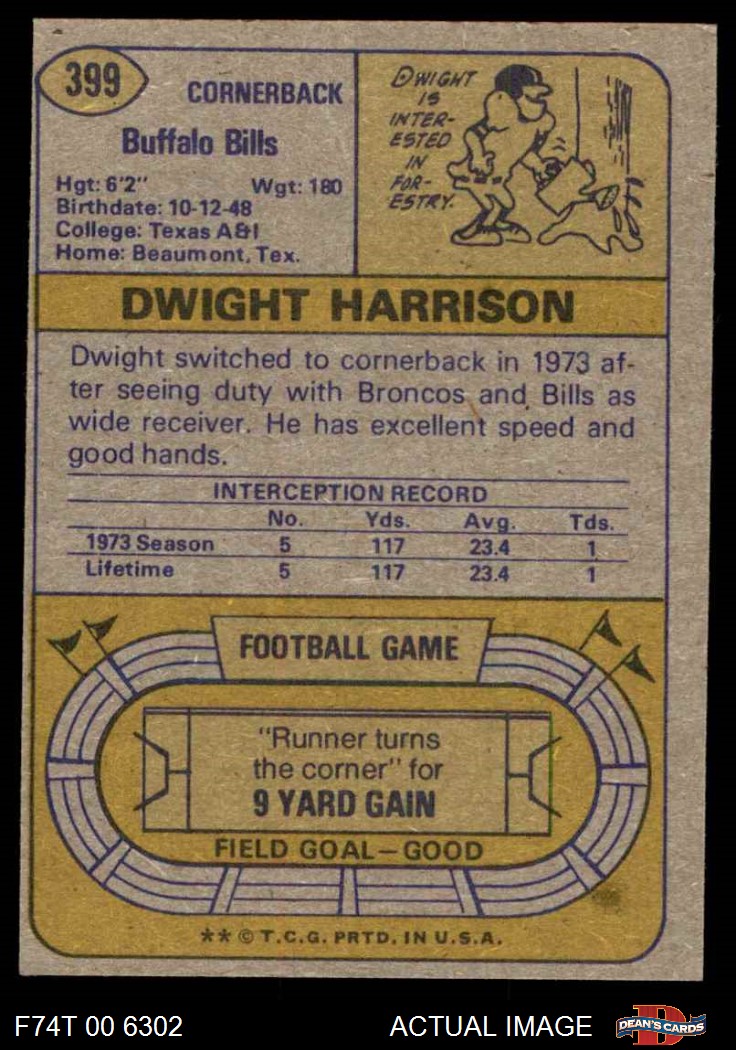 399
CORNERBACK
Buffalo Bills
Hgt: 6'2" Wgt: 180
Birthdate: 10-12-48
College: Texas A&I
Home: Beaumont, Tex.
DWIGHT
IS
INTER-
ESTED
IN
FOR-
ESTRY.
DWIGHT HARRISON
Dwight switched to cornerback in 1973 af-
ter seeing duty with Broncos and Bills as
wide receiver. He has excellent speed and
good hands.
INTERCEPTION RECORD
No. Yds. Avg. Tds.
1973 Season 5 117 23.4 1
Lifetime 5 117 23.4 1
FOOTBALL GAME
"Runner turns
the corner" for
9 YARD GAIN
FIELD GOAL—GOOD
** © T.C.G. PRTD. IN U.S.A.
F74T 00 6302 ACTUAL IMAGE
D
DEAN'S CARDS